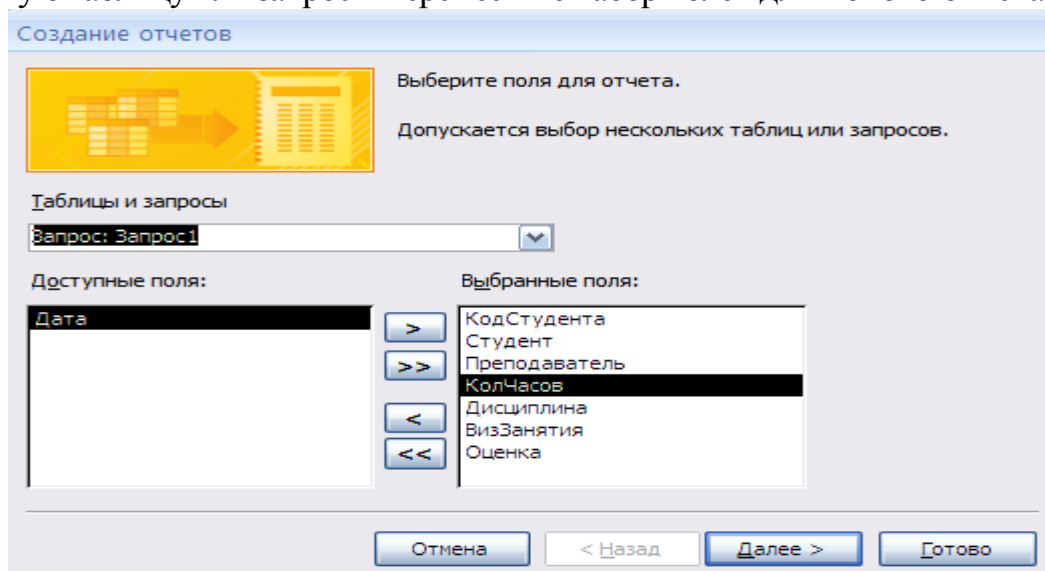 Создание отчетов
Выберите поля для отчета.
Допускается выбор нескольких таблиц или запросов.
Таблицы и запросы
Запрос: Запрос1
Доступные поля:
Выбранные поля:
Дата
>
>>
<
<<
КодСтудента
Студент
Преподаватель
КолЧасов
Дисциплина
ВизЗанятия
Оценка
Отмена
< Назад
Далее >
Готово